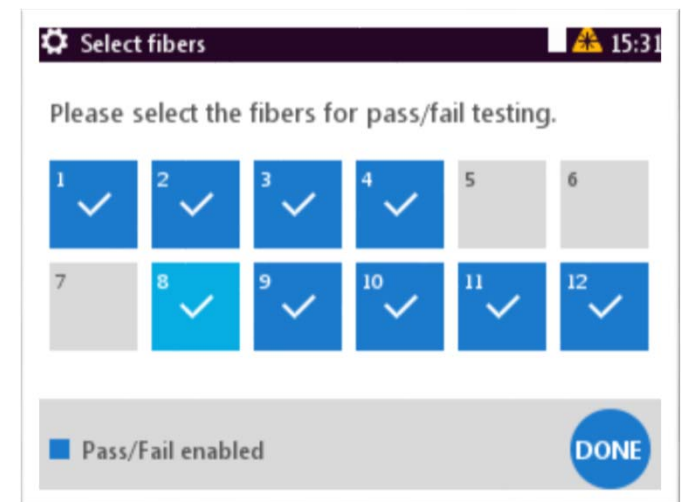 Select fibers 15:31
Please select the fibers for pass/fail testing.
1 2 3 4 5 6
7 8 9 10 11 12
Pass/Fail enabled DONE